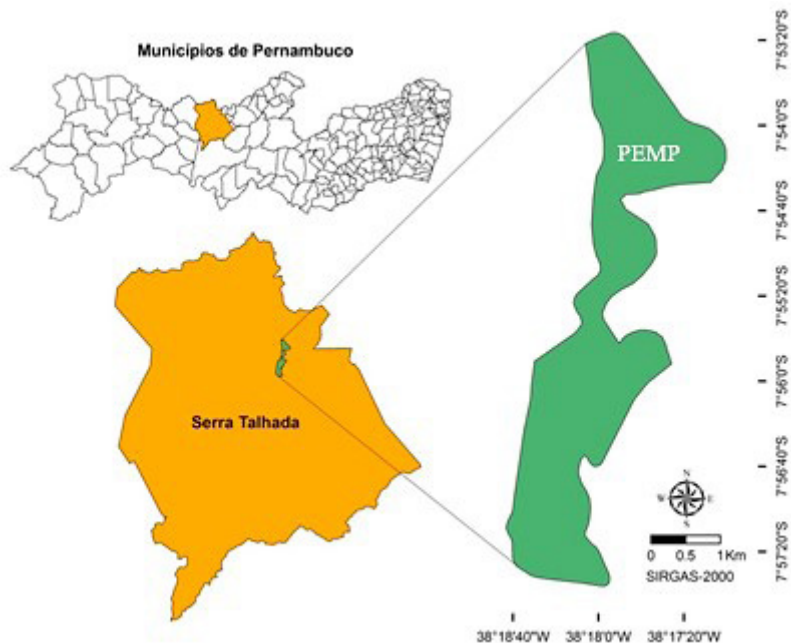 Municípios de Pernambuco
PEMP
Serra Talhada
7°53'20"S
7°54'0"S
7°54'40"S
7°55'20"S
7°56'0"S
7°56'40"S
7°57'20"S
N
W E
S
0 0.5 1Km
SIRGAS-2000
38°18'40"W 38°18'0"W 38°17'20"W